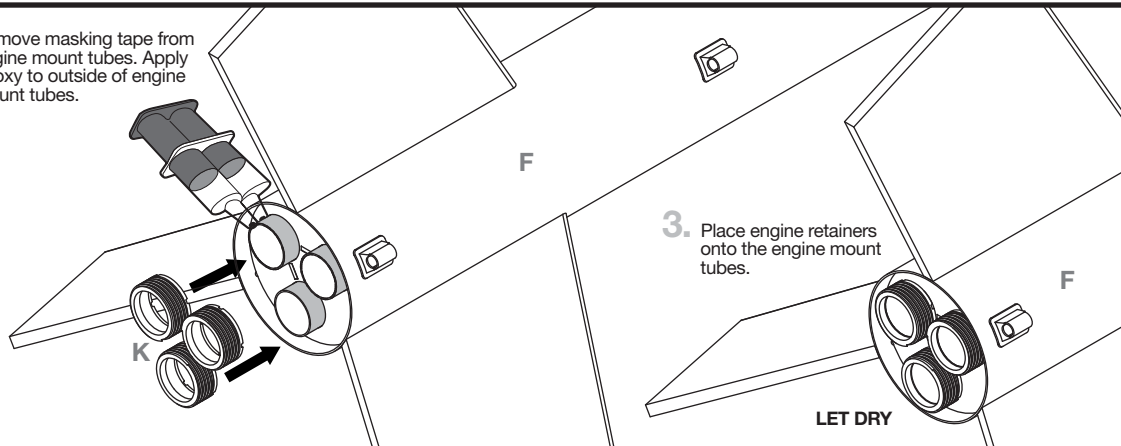 move masking tape from
gine mount tubes. Apply
oxy to outside of engine
unt tubes.
F
K
3. Place engine retainers
onto the engine mount
tubes.
F
LET DRY